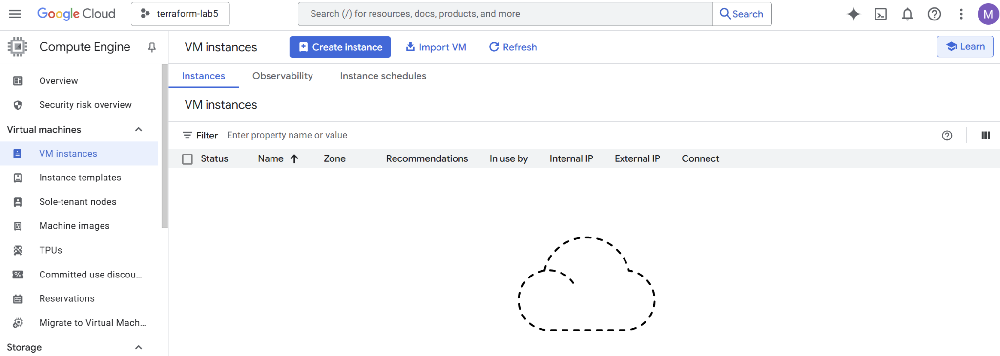 Google Cloud
terraform-lab5
Search (/) for resources, docs, products, and more
Search
M
Compute Engine
VM instances
Create instance
Import VM
Refresh
Learn
Overview
Security risk overview
Virtual machines
VM instances
Instance templates
Sole-tenant nodes
Machine images
TPUs
Committed use discou...
Reservations
Migrate to Virtual Mach...
Storage
Instances
Observability
Instance schedules
VM instances
Filter
Enter property name or value
Status
Name
Zone
Recommendations
In use by
Internal IP
External IP
Connect